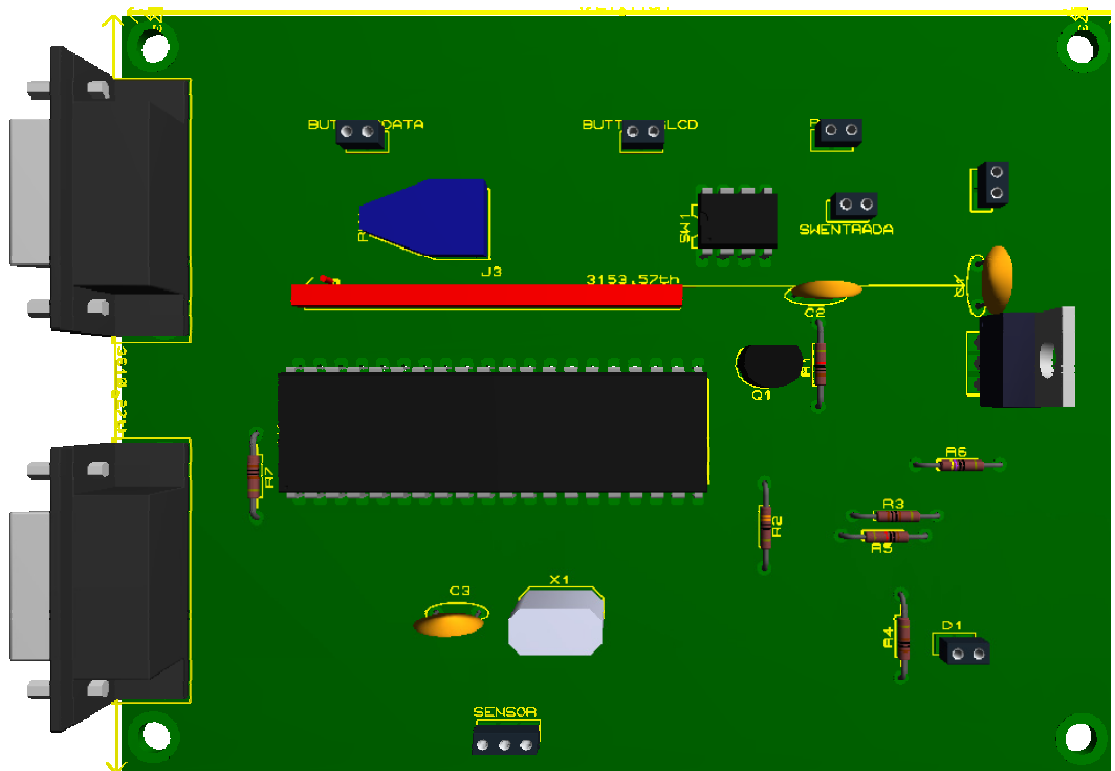 BUT DATA
BUTT LCD
SW1
SWENTRADA
J3
3153.57th
C2
R1
Q1
R7
R6
R2
R3
R5
C3
X1
R4
D1
SENSOR